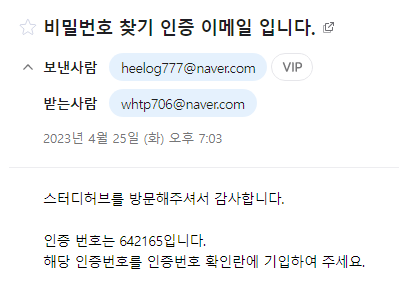 비밀번호 찾기 인증 이메일 입니다.
보낸사람 heelog777@naver.com VIP
받는사람 whtp706@naver.com
2023년 4월 25일 (화) 오후 7:03
스터디허브를 방문해주셔서 감사합니다.
인증 번호는 642165입니다.
해당 인증번호를 인증번호 확인란에 기입하여 주세요.